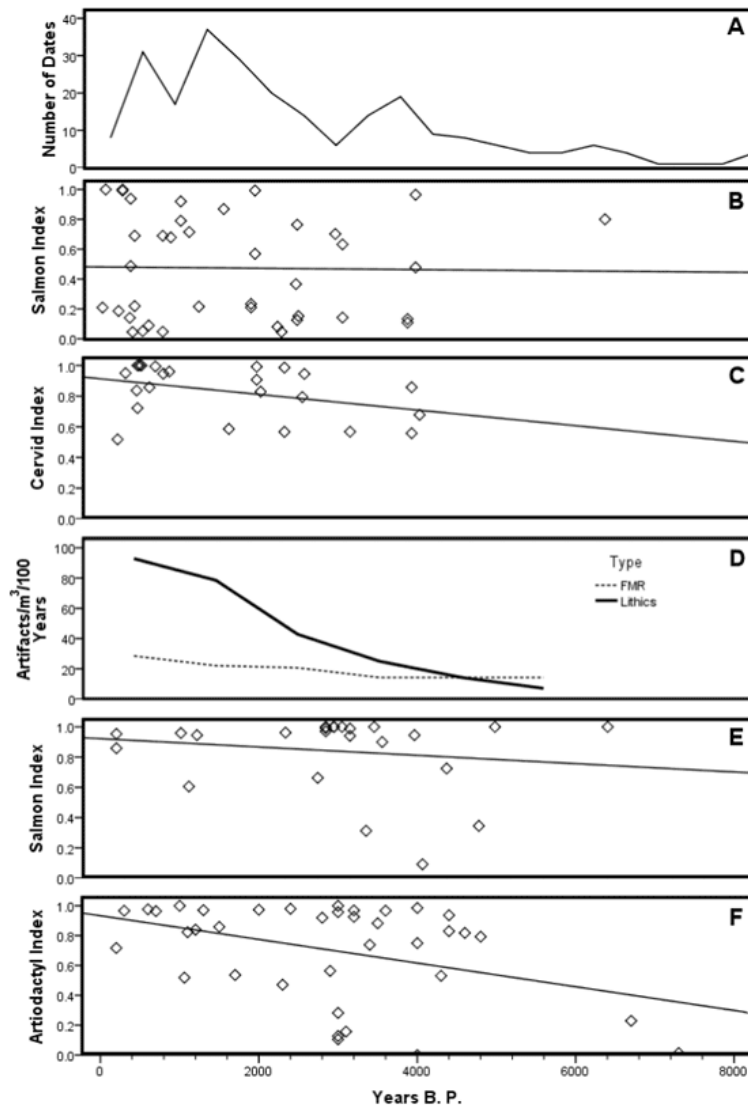 A
Number of Dates
40
30
20
10
0
B
Salmon Index
1.0
0.8
0.6
0.4
0.2
0.0
C
Cervid Index
1.0
0.8
0.6
0.4
0.2
0.0
D
Artifacts/m³/100
Years
100
80
60
40
20
0
Type
FMR
Lithics
E
Salmon Index
1.0
0.8
0.6
0.4
0.2
0.0
F
Artiodactyl Index
1.0
0.8
0.6
0.4
0.2
0.0
0 2000 4000 6000 8000
Years B. P.